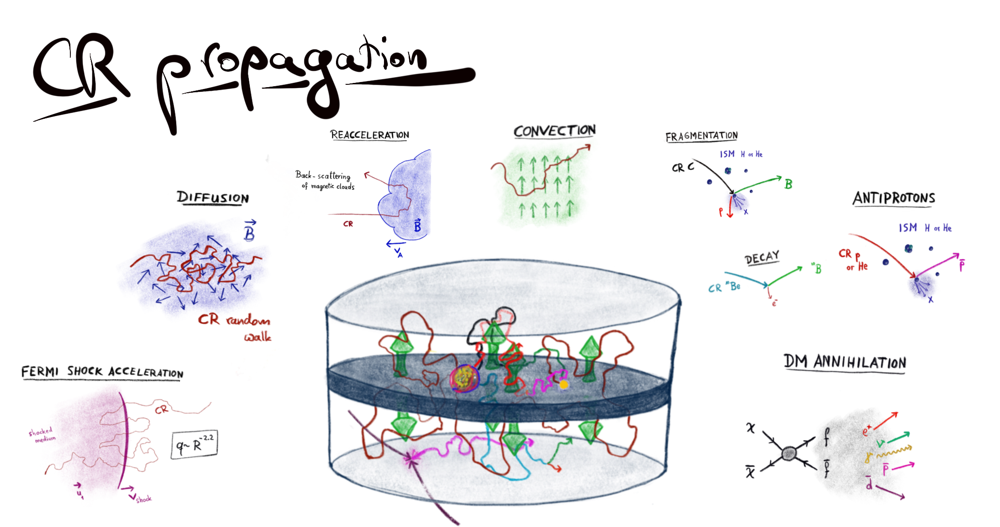 CR propagation
REACCELERATION
Back-scattering
of magnetic clouds
CR
B
vA
CONVECTION
FRAGMENTATION
ISM H or He
CR C
B
p
x
DIFFUSION
B
CR random
walk
ANTIPROTONS
ISM H or He
CR p
or He
p̄
x
DECAY
CR ¹⁰Be
¹⁰B
e⁻
FERMI SHOCK ACCELERATION
CR
shocked
medium
q~R^-2.2
u₁
v shock
DM ANNIHILATION
χ
χ̄
f
f̄
e⁺
ν
γ
p̄
d̄